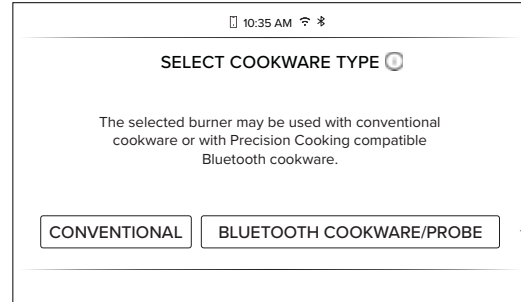 10:35 AM
SELECT COOKWARE TYPE
The selected burner may be used with conventional
cookware or with Precision Cooking compatible
Bluetooth cookware.
CONVENTIONAL
BLUETOOTH COOKWARE/PROBE